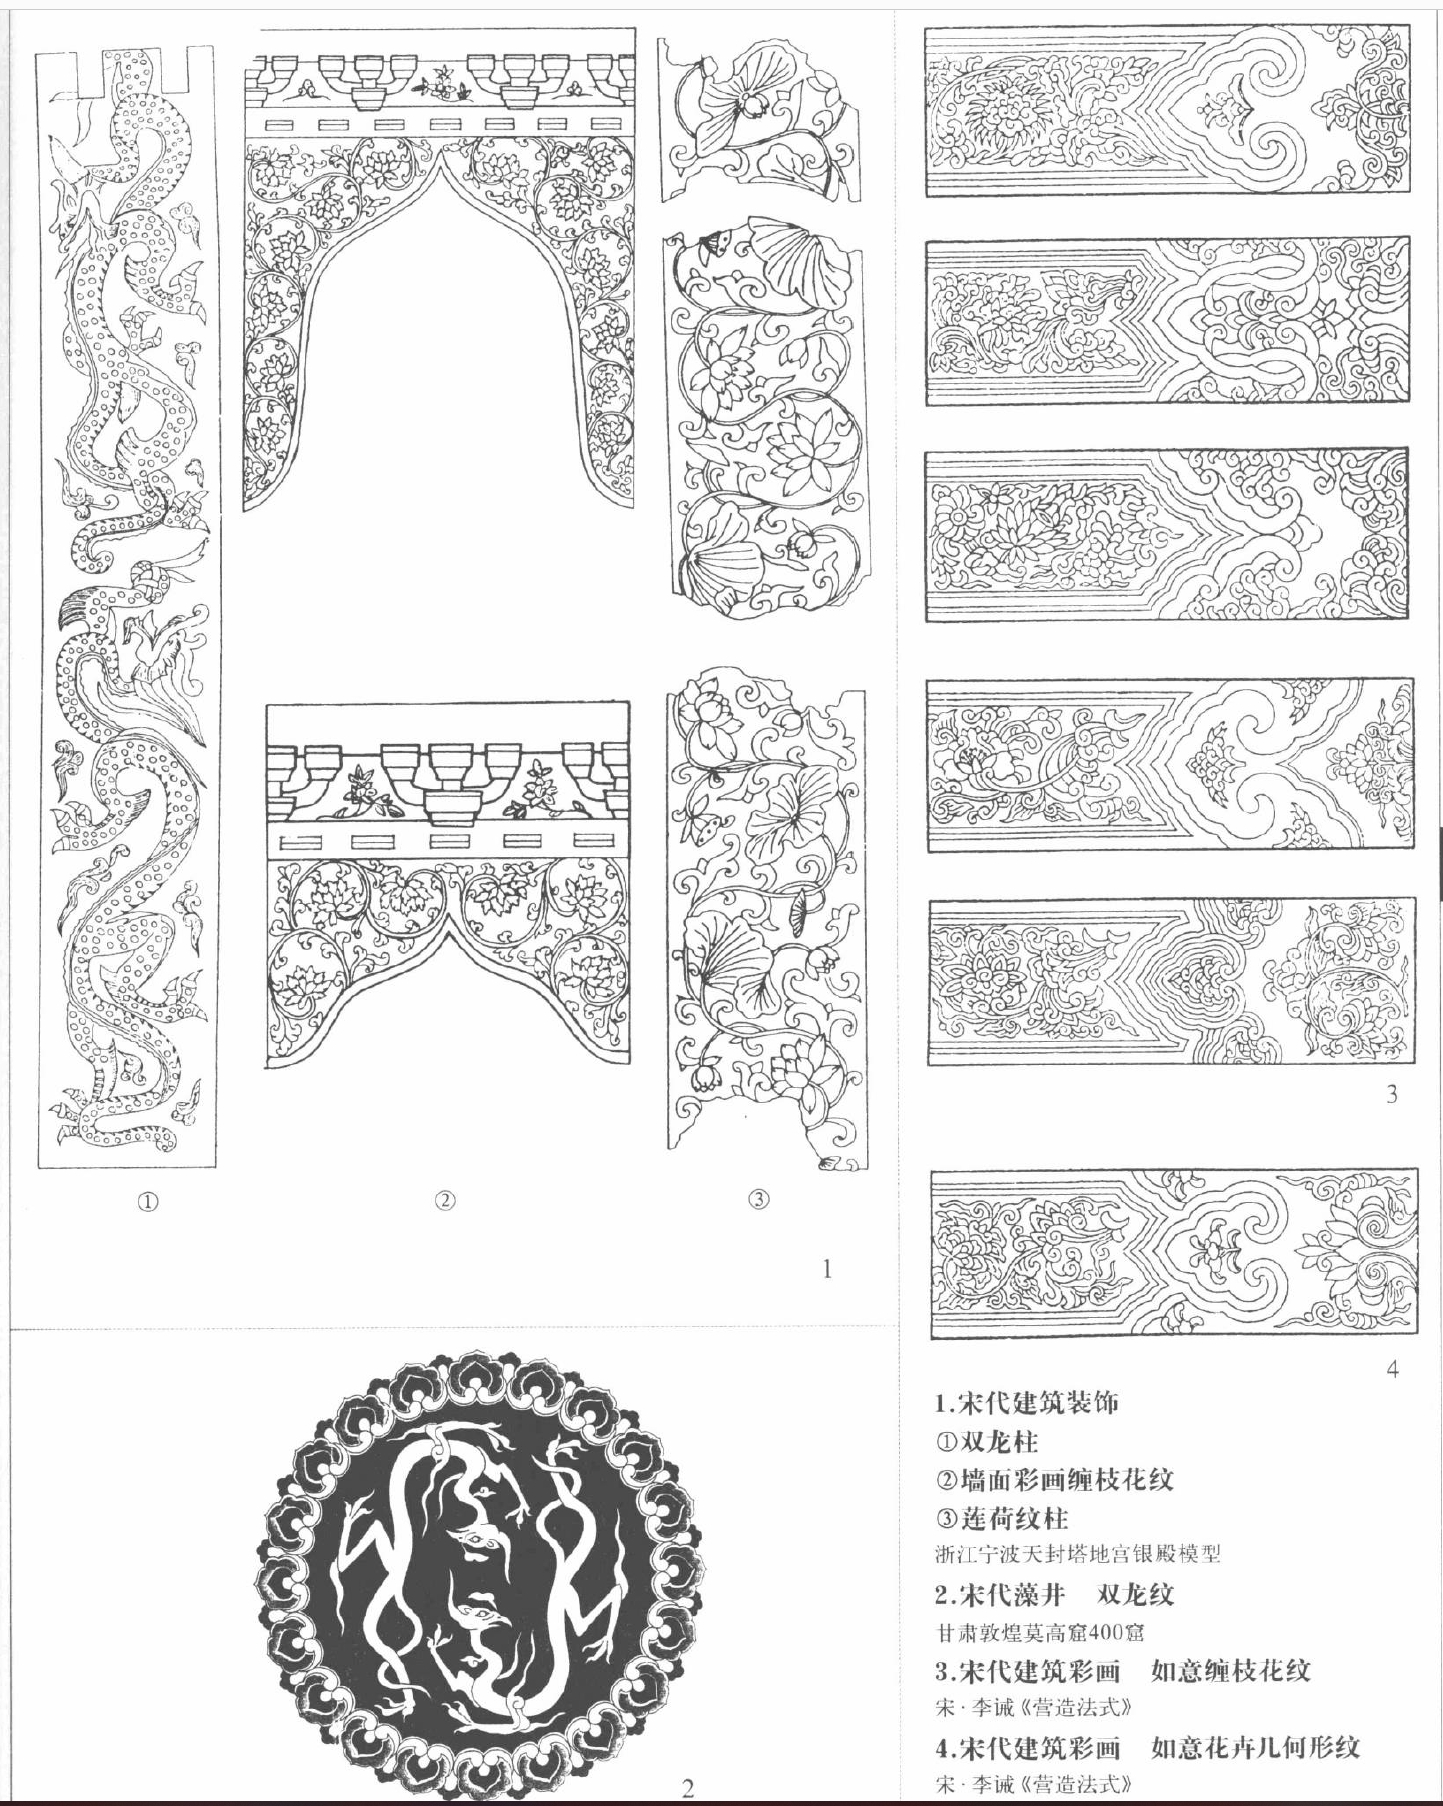 ①
②
③
1
2
3
4
1.宋代建筑装饰
①双龙柱
②墙面彩画缠枝花纹
③莲荷纹柱
浙江宁波天封塔地宫银殿模型
2.宋代藻井　双龙纹
甘肃敦煌莫高窟400窟
3.宋代建筑彩画　如意缠枝花纹
宋·李诫《营造法式》
4.宋代建筑彩画　如意花卉几何形纹
宋·李诫《营造法式》